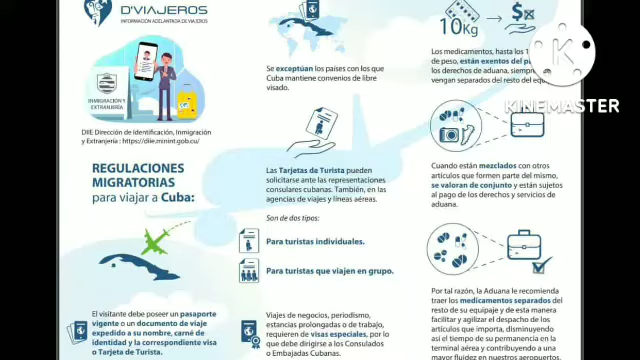 D'VIAJEROS
INFORMACIÓN ADELANTADA DE VIAJEROS
INMIGRACIÓN Y
EXTRANJERÍA
DIIE Dirección de Identificación, Inmigración
y Extranjería : https://diie.minint.gob.cu/
REGULACIONES
MIGRATORIAS
para viajar a Cuba:
El visitante debe poseer un pasaporte
vigente o un documento de viaje
expedido a su nombre, carné de
identidad y la correspondiente visa
o Tarjeta de Turista.
Se exceptúan los países con los que
Cuba mantiene convenios de libre
visado.
Las Tarjetas de Turista pueden
solicitarse ante las representaciones
consulares cubanas. También, en las
agencias de viajes y líneas aéreas.
Son de dos tipos:
Para turistas individuales.
Para turistas que viajen en grupo.
Viajes de negocios, periodismo,
estancias prolongadas o de trabajo,
requieren de visas especiales, por lo
que debe dirigirse a los Consulados
o Embajadas Cubanas.
10Kg
$
Los medicamentos, hasta los
de peso, están exentos del
los derechos de aduana,
vengan separados del resto del
Cuando están mezclados con otros
artículos que formen parte del mismo,
se valoran de conjunto y están sujetos
al pago de los derechos y servicios de
aduana.
Por tal razón, la Aduana le recomienda
traer los medicamentos separados del
resto de su equipaje y de esta manera
facilitar y agilizar el despacho de los
artículos que importa, disminuyendo
así el tiempo de su permanencia en la
terminal aérea y contribuyendo a una
mayor fluidez en nuestros aeropuertos.
K
KINEMASTER